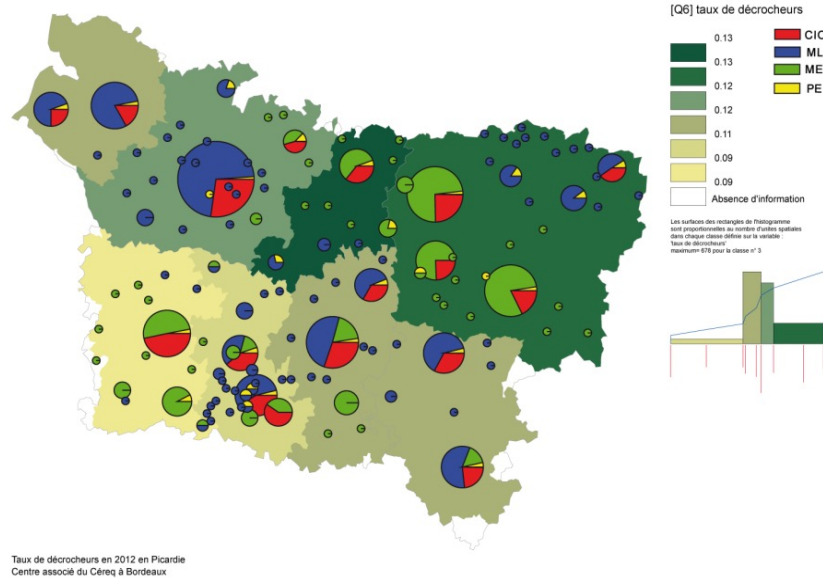 [Q6] taux de décrocheurs
0.13
0.13
0.12
0.12
0.11
0.09
0.09
Absence d'information
CIO
ML
PE
Les surfaces des rectangles de l'histogramme
sont proportionnelles au nombre d'unites spatiales
dans chaque classe définie sur la variable :
'taux de décrocheurs'
maximum= 678 pour la classe n° 3
Taux de décrocheurs en 2012 en Picardie
Centre associé du Céreq à Bordeaux